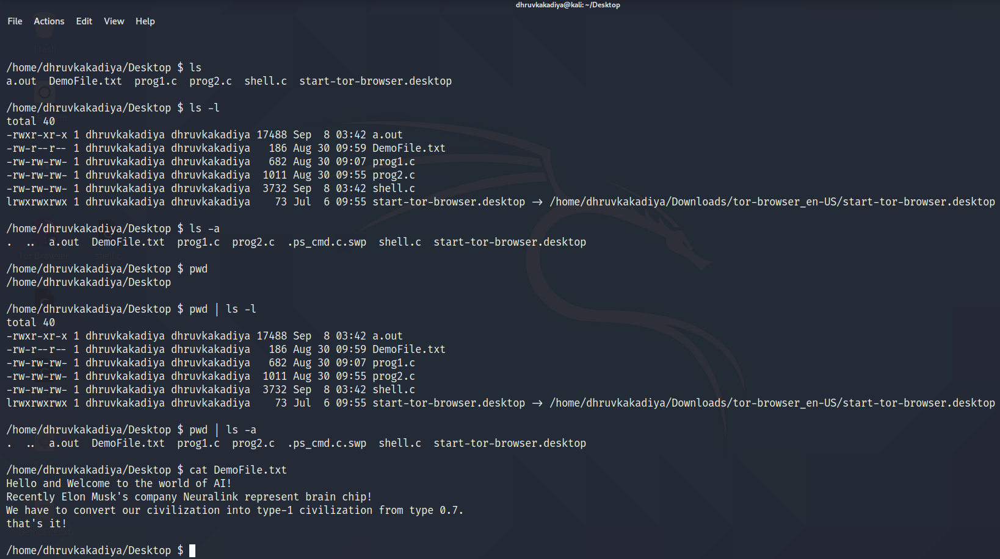 dhruvkakadiya@kali: ~/Desktop
File Actions Edit View Help
Trash
/home/dhruvkakadiya/Desktop $ ls
a.out  DemoFile.txt  prog1.c  prog2.c  shell.c  start-tor-browser.desktop
/home/dhruvkakadiya/Desktop $ ls -l
total 40
-rwxr-xr-x 1 dhruvkakadiya dhruvkakadiya 17488 Sep  8 03:42 a.out
-rw-r--r-- 1 dhruvkakadiya dhruvkakadiya   186 Aug 30 09:59 DemoFile.txt
-rw-rw-rw- 1 dhruvkakadiya dhruvkakadiya   682 Aug 30 09:07 prog1.c
-rw-rw-rw- 1 dhruvkakadiya dhruvkakadiya  1011 Aug 30 09:55 prog2.c
-rw-rw-rw- 1 dhruvkakadiya dhruvkakadiya  3732 Sep  8 03:42 shell.c
lrwxrwxrwx 1 dhruvkakadiya dhruvkakadiya    73 Jul  6 09:55 start-tor-browser.desktop → /home/dhruvkakadiya/Downloads/tor-browser_en-US/start-tor-browser.desktop
/home/dhruvkakadiya/Desktop $ ls -a
.  ..  a.out  DemoFile.txt  prog1.c  prog2.c  .ps_cmd.c.swp  shell.c  start-tor-browser.desktop
Tor Browser
/home/dhruvkakadiya/Desktop $ pwd
/home/dhruvkakadiya/Desktop
/home/dhruvkakadiya/Desktop $ pwd | ls -l
total 40
-rwxr-xr-x 1 dhruvkakadiya dhruvkakadiya 17488 Sep  8 03:42 a.out
-rw-r--r-- 1 dhruvkakadiya dhruvkakadiya   186 Aug 30 09:59 DemoFile.txt
-rw-rw-rw- 1 dhruvkakadiya dhruvkakadiya   682 Aug 30 09:07 prog1.c
-rw-rw-rw- 1 dhruvkakadiya dhruvkakadiya  1011 Aug 30 09:55 prog2.c
-rw-rw-rw- 1 dhruvkakadiya dhruvkakadiya  3732 Sep  8 03:42 shell.c
lrwxrwxrwx 1 dhruvkakadiya dhruvkakadiya    73 Jul  6 09:55 start-tor-browser.desktop → /home/dhruvkakadiya/Downloads/tor-browser_en-US/start-tor-browser.desktop
/home/dhruvkakadiya/Desktop $ pwd | ls -a
.  ..  a.out  DemoFile.txt  prog1.c  prog2.c  .ps_cmd.c.swp  shell.c  start-tor-browser.desktop
/home/dhruvkakadiya/Desktop $ cat DemoFile.txt
Hello and Welcome to the world of AI!
Recently Elon Musk's company Neuralink represent brain chip!
We have to convert our civilization into type-1 civilization from type 0.7.
that's it!
DemoFile.txt
/home/dhruvkakadiya/Desktop $